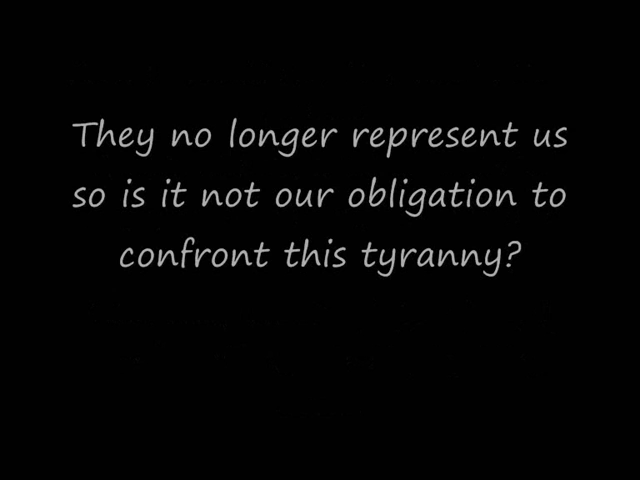 They no longer represent us
so is it not our obligation to
confront this tyranny?